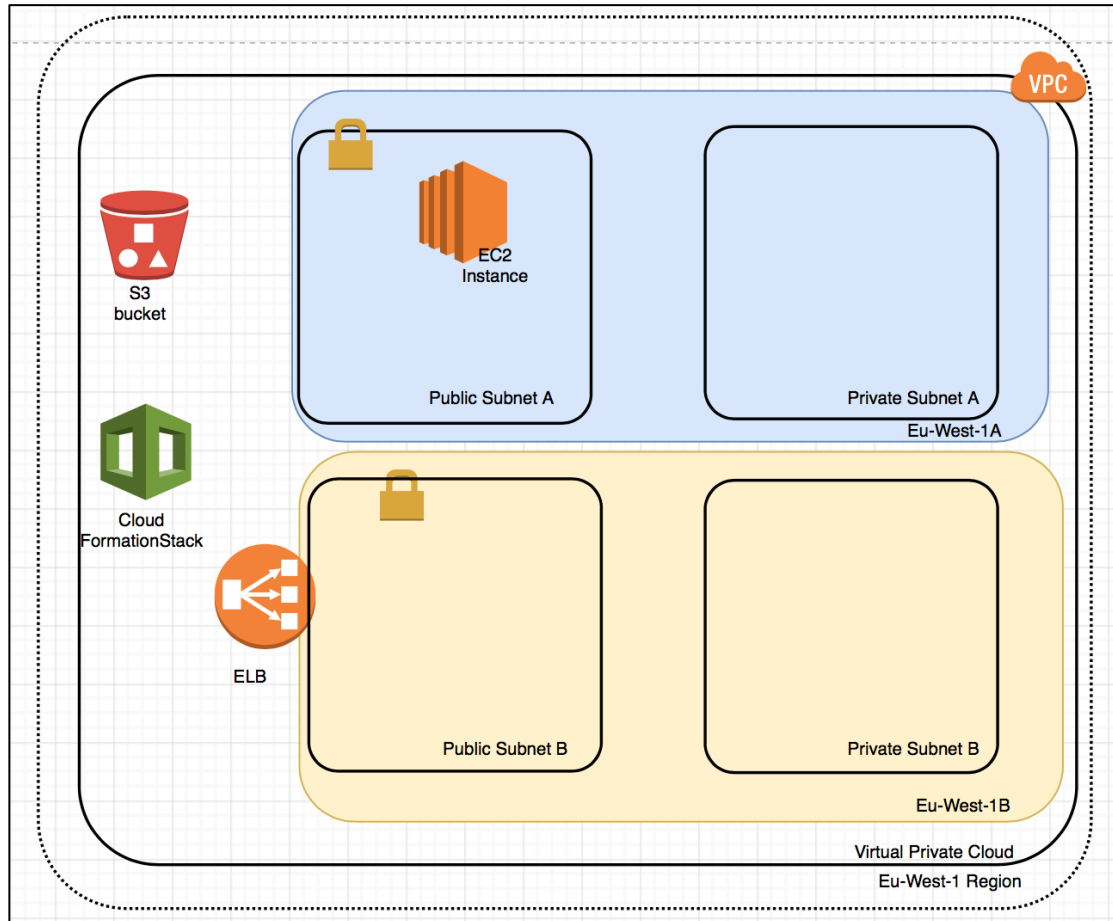 VPC
EC2
Instance
S3
bucket
Public Subnet A
Private Subnet A
Eu-West-1A
Cloud
FormationStack
ELB
Public Subnet B
Private Subnet B
Eu-West-1B
Virtual Private Cloud
Eu-West-1 Region